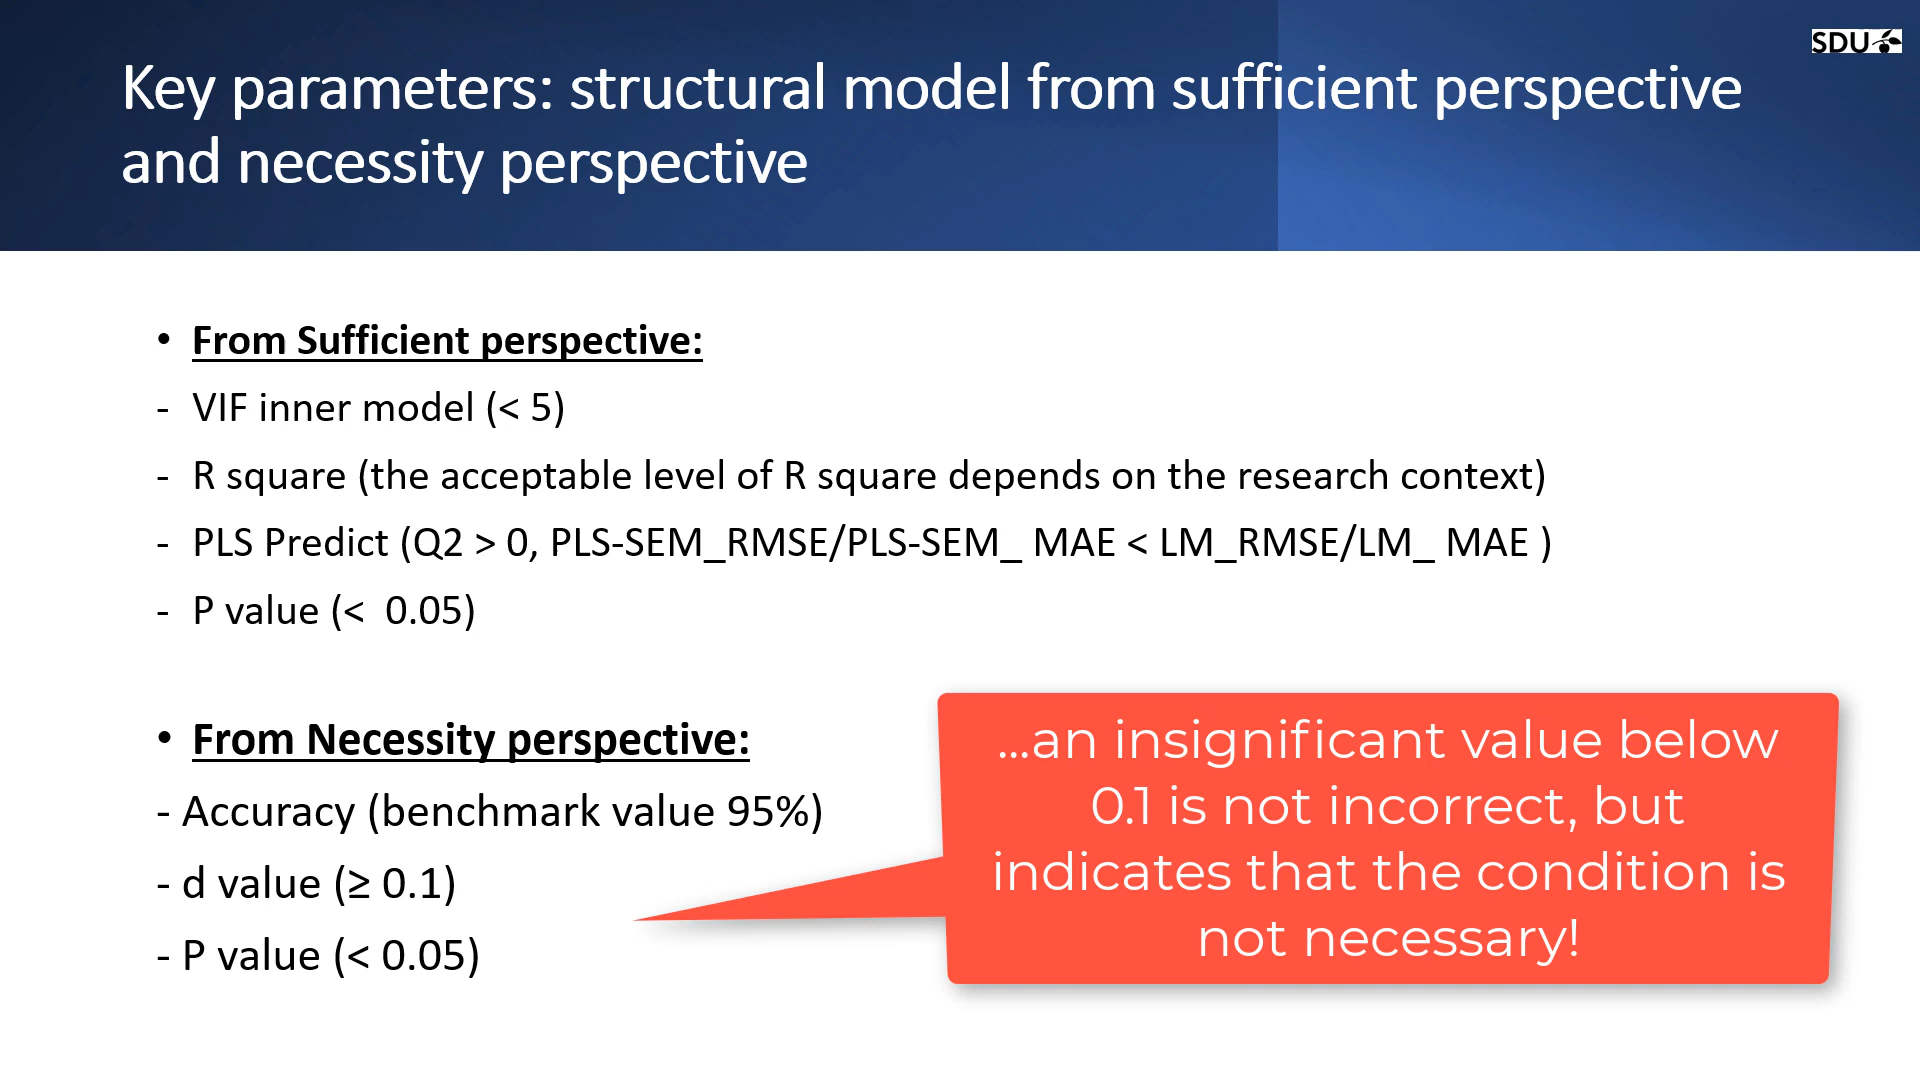 SDU
Key parameters: structural model from sufficient perspective
and necessity perspective
• From Sufficient perspective:
- VIF inner model (< 5)
- R square (the acceptable level of R square depends on the research context)
- PLS Predict (Q2 > 0, PLS-SEM_RMSE/PLS-SEM_ MAE < LM_RMSE/LM_ MAE )
- P value (<  0.05)
• From Necessity perspective:
- Accuracy (benchmark value 95%)
- d value (≥ 0.1)
- P value (< 0.05)
...an insignificant value below
0.1 is not incorrect, but
indicates that the condition is
not necessary!